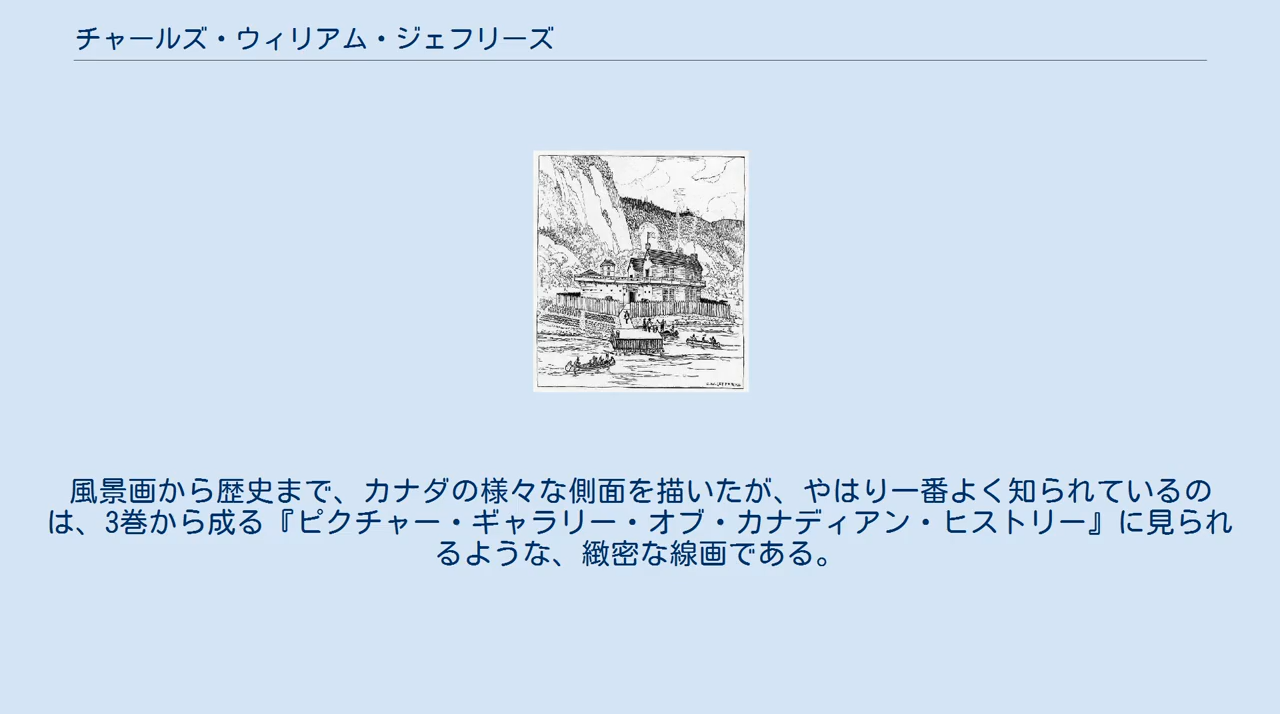 チャールズ・ウィリアム・ジェフリーズ
風景画から歴史まで、カナダの様々な側面を描いたが、やはり一番よく知られているの
は、3巻から成る『ピクチャー・ギャラリー・オブ・カナディアン・ヒストリー』に見られ
るような、緻密な線画である。